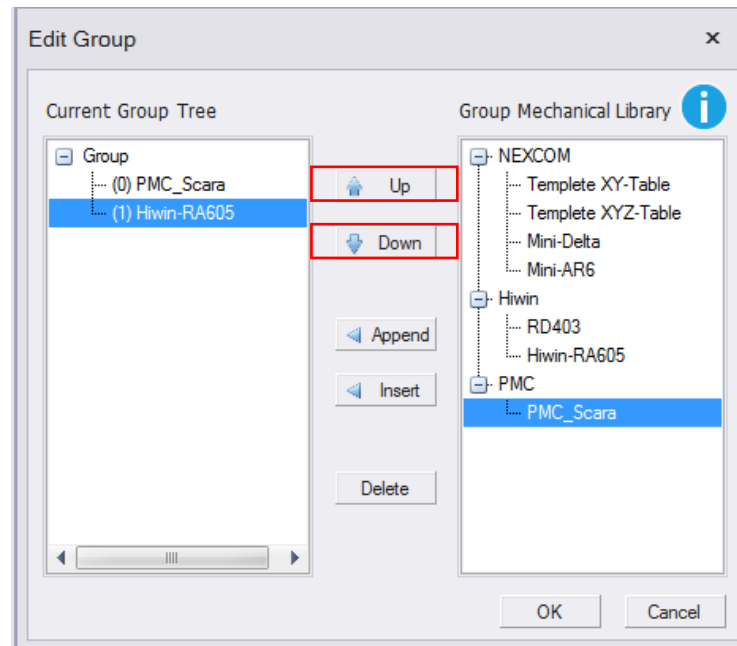 Edit Group
×
Current Group Tree
Group
(0) PMC_Scara
(1) Hiwin-RA605
Up
Down
Append
Insert
Delete
Group Mechanical Library
i
NEXCOM
Templete XY-Table
Templete XYZ-Table
Mini-Delta
Mini-AR6
Hiwin
RD403
Hiwin-RA605
PMC
PMC_Scara
OK
Cancel